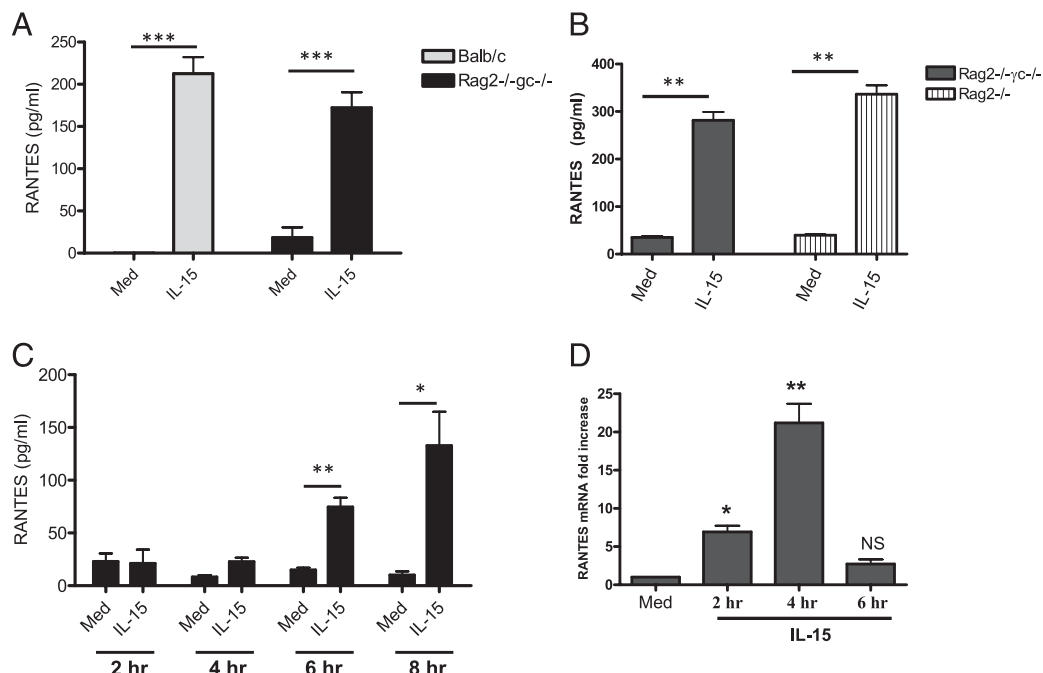 A
RANTES (pg/ml)
250
200
150
100
50
0
***
***
Med
IL-15
Med
IL-15
Balb/c
Rag2-/-gc-/-
B
RANTES (pg/ml)
400
300
200
100
0
**
**
Med
IL-15
Med
IL-15
Rag2-/-γc-/-
Rag2-/-
C
RANTES (pg/ml)
200
150
100
50
0
**
*
Med
IL-15
Med
IL-15
Med
IL-15
Med
IL-15
2 hr
4 hr
6 hr
8 hr
D
RANTES mRNA fold increase
25
20
15
10
5
0
*
**
NS
Med
2 hr
4 hr
6 hr
IL-15